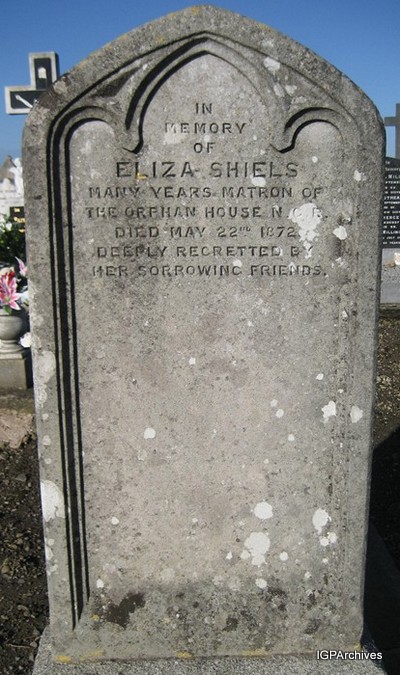 IN
MEMORY
OF
ELIZA SHIELS
MANY YEARS MATRON OF
THE ORPHAN HOUSE N.C.R.
DIED MAY 22ND 1872
DEEPLY REGRETTED BY
HER SORROWING FRIENDS.
IGPArchives